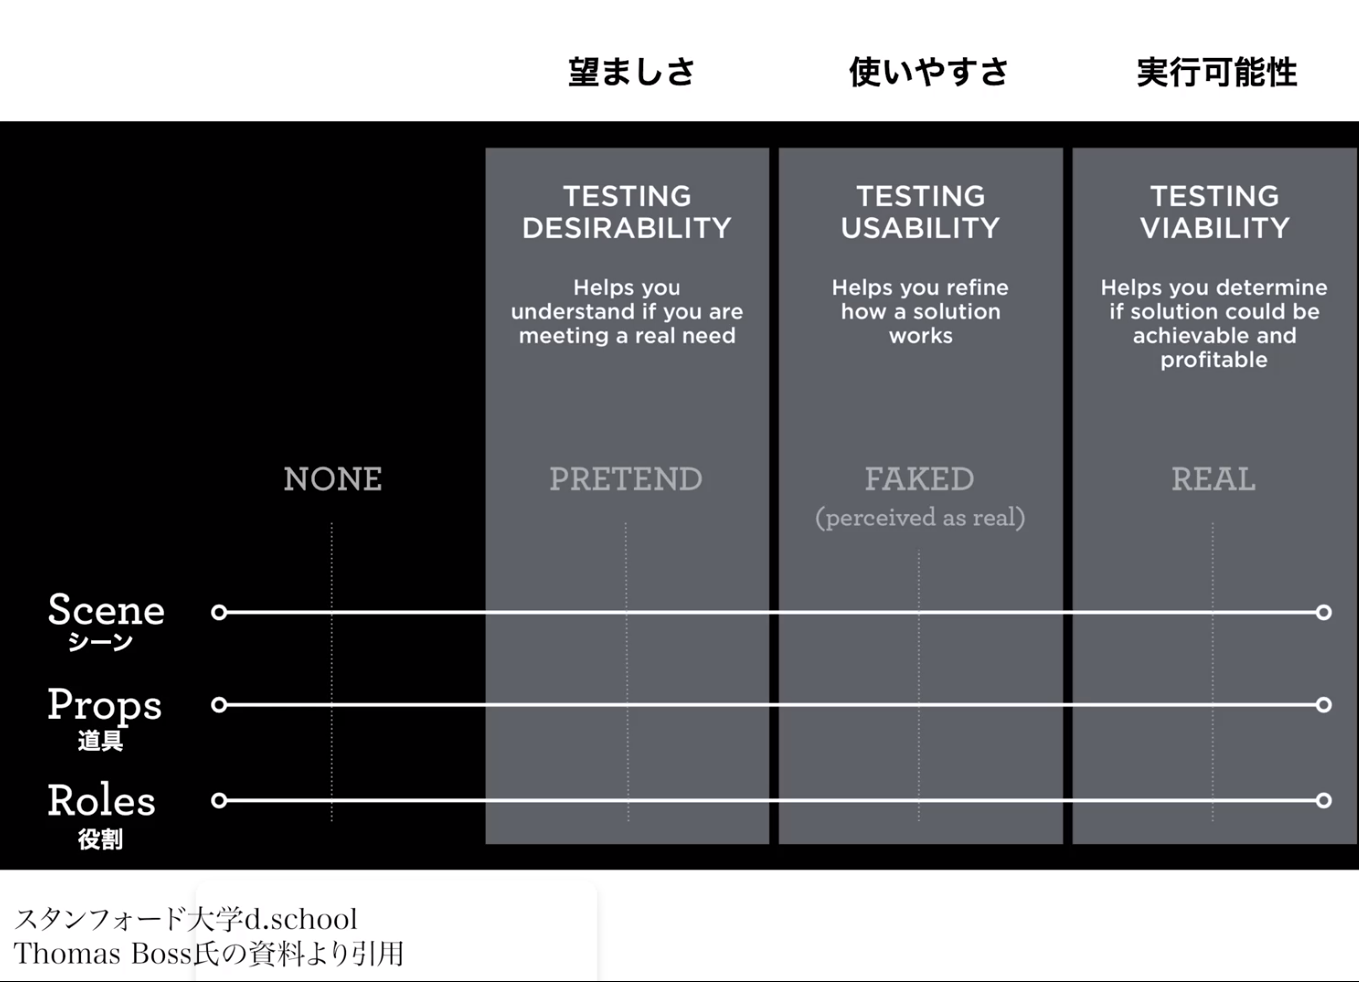 望ましさ
使いやすさ
実行可能性
TESTING
DESIRABILITY
Helps you
understand if you are
meeting a real need
TESTING
USABILITY
Helps you refine
how a solution
works
TESTING
VIABILITY
Helps you determine
if solution could be
achievable and
profitable
NONE
PRETEND
FAKED
(perceived as real)
REAL
Scene
シーン
Props
道具
Roles
役割
スタンフォード大学d.school
Thomas Boss氏の資料より引用